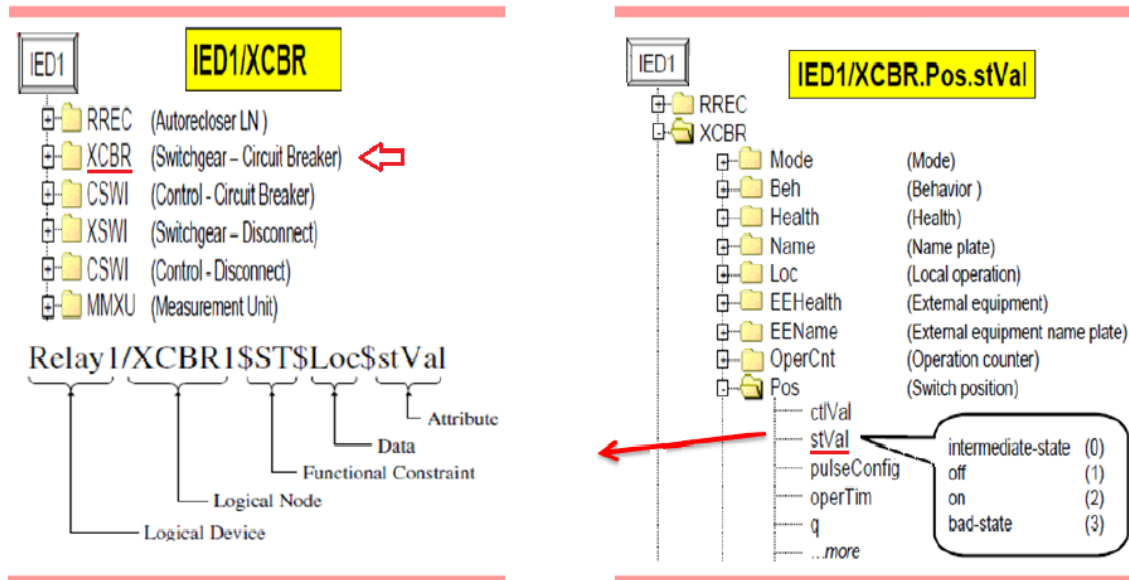 IED1
IED1/XCBR
RREC (Autorecloser LN )
XCBR (Switchgear – Circuit Breaker)
CSWI (Control - Circuit Breaker)
XSWI (Switchgear – Disconnect)
CSWI (Control - Disconnect)
MMXU (Measurement Unit)
Relay1/XCBR1$ST$Loc$stVal
Attribute
Data
Functional Constraint
Logical Node
Logical Device
IED1
IED1/XCBR.Pos.stVal
RREC
XCBR
Mode (Mode)
Beh (Behavior )
Health (Health)
Name (Name plate)
Loc (Local operation)
EEHealth (External equipment)
EEName (External equipment name plate)
OperCnt (Operation counter)
Pos (Switch position)
ctlVal
stVal
pulseConfig
operTim
q
...more
intermediate-state (0)
off (1)
on (2)
bad-state (3)